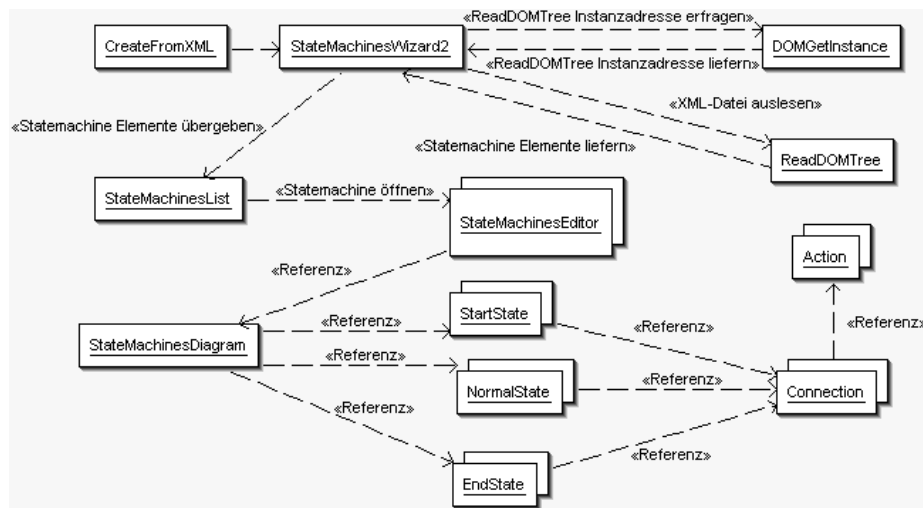 «ReadDOMTree Instanzadresse erfragen»
CreateFromXML
StateMachinesWizard2
DOMGetInstance
«ReadDOMTree Instanzadresse liefern»
«XML-Datei auslesen»
«Statemachine Elemente übergeben»
«Statemachine Elemente liefern»
ReadDOMTree
StateMachinesList
«Statemachine öffnen»
StateMachinesEditor
Action
«Referenz»
StartState
«Referenz»
«Referenz»
«Referenz»
StateMachinesDiagram
«Referenz»
NormalState
«Referenz»
Connection
«Referenz»
«Referenz»
EndState